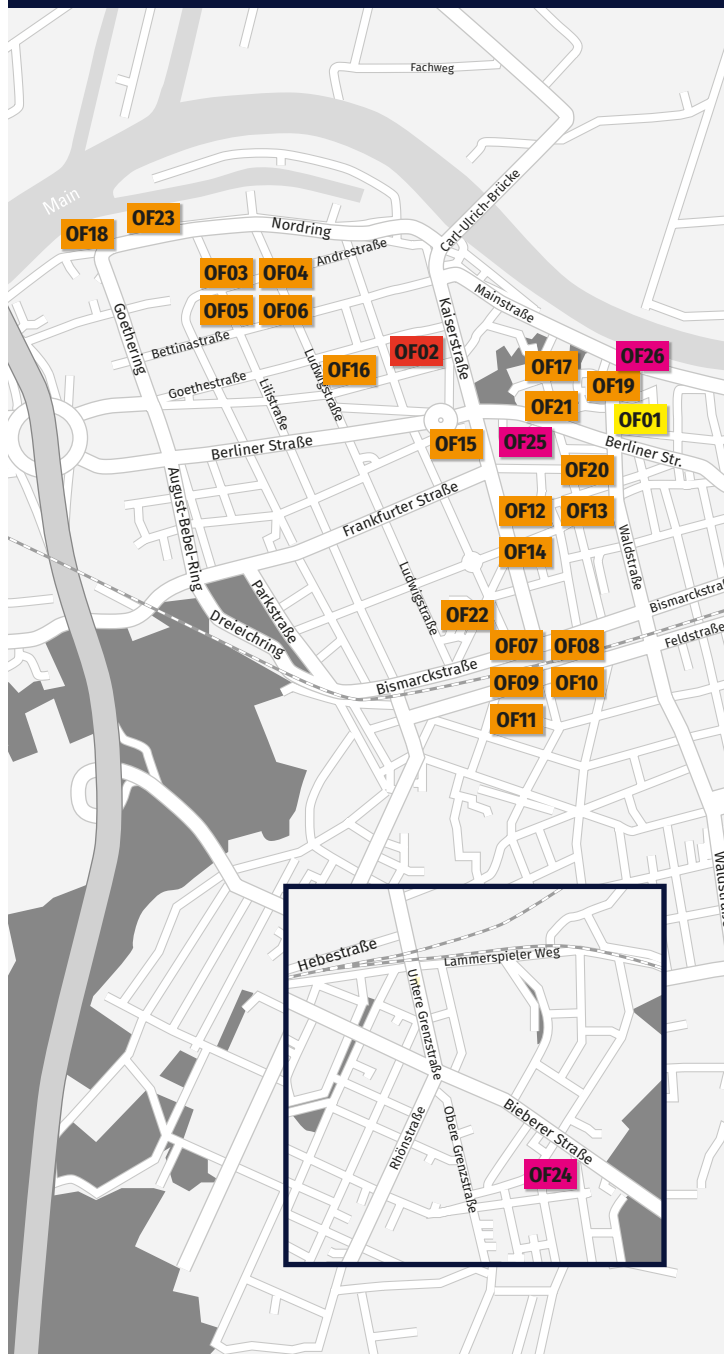 Fachweg
Main
OF18
OF23
Nordring
Carl-Ulrich-Brücke
Andrestraße
OF03
OF04
OF05
OF06
Goethering
Bettinastraße
Mainstraße
Kaiserstraße
OF02
OF16
OF17
OF26
OF19
OF21
OF01
Goethestraße
Lilistraße
Ludwigstraße
Berliner Straße
OF15
OF25
Berliner Str.
OF20
August-Bebel-Ring
Frankfurter Straße
OF12
OF13
OF14
Waldstraße
Ludwigstraße
Parkstraße
Dreieichring
OF22
Bismarckstraß
Feldstraße
OF07
OF08
Bismarckstraße
OF09
OF10
OF11
Hebestraße
Lammerspieler Weg
Untere Grenzstraße
Bieberer Straße
Rhönstraße
Obere Grenzstraße
OF24